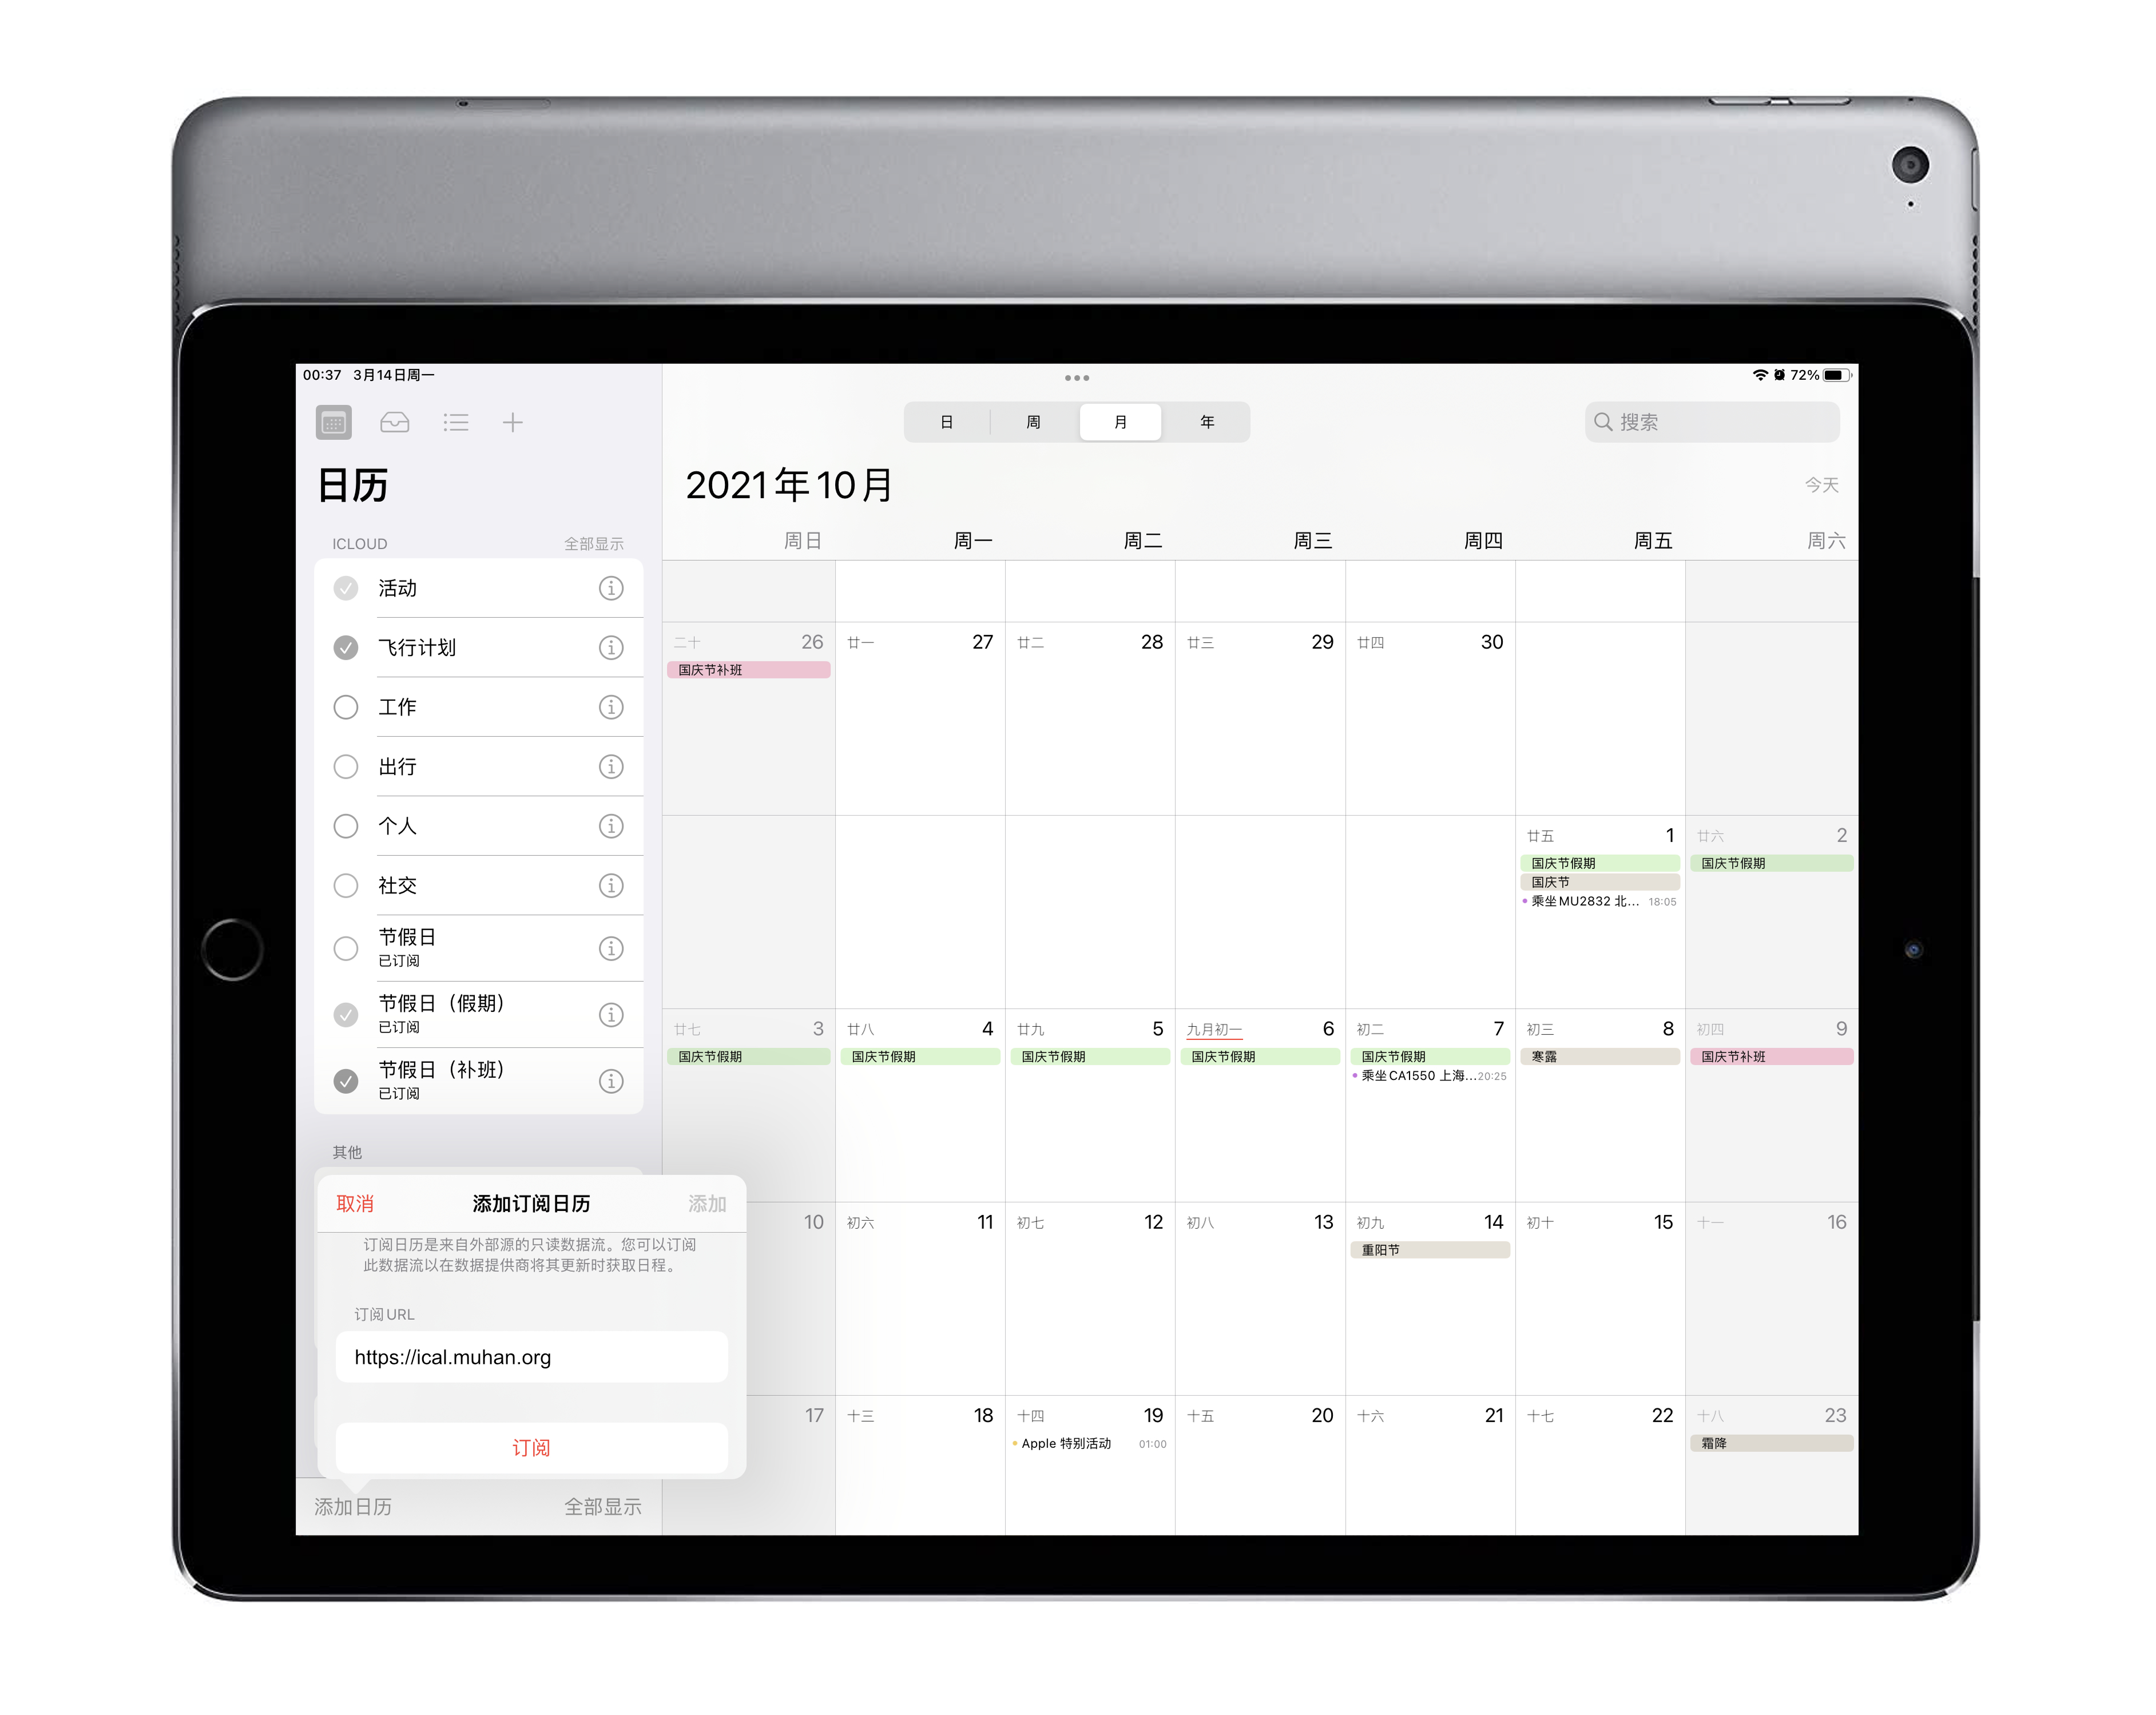 00:37 3月14日周一
72%
日 周 月 年
搜索
日历
2021年10月
今天
ICLOUD 全部显示
活动
飞行计划
工作
出行
个人
社交
节假日
已订阅
节假日（假期）
已订阅
节假日（补班）
已订阅
其他
取消 添加订阅日历 添加
订阅日历是来自外部源的只读数据流。您可以订阅
此数据流以在数据提供商将其更新时获取日程。
订阅URL
https://ical.muhan.org
订阅
添加日历 全部显示
周日 周一 周二 周三 周四 周五 周六
二十 26 廿一 27 廿二 28 廿三 29 廿四 30
国庆节补班
廿五 1 廿六 2
国庆节假期 国庆节假期
国庆节
乘坐MU2832 北... 18:05
廿七 3 廿八 4 廿九 5 九月初一 6 初二 7 初三 8 初四 9
国庆节假期 国庆节假期 国庆节假期 国庆节假期 国庆节假期 寒露 国庆节补班
乘坐CA1550 上海... 20:25
10 初六 11 初七 12 初八 13 初九 14 初十 15 十一 16
重阳节
17 十三 18 十四 19 十五 20 十六 21 十七 22 十八 23
Apple 特别活动 01:00 霜降